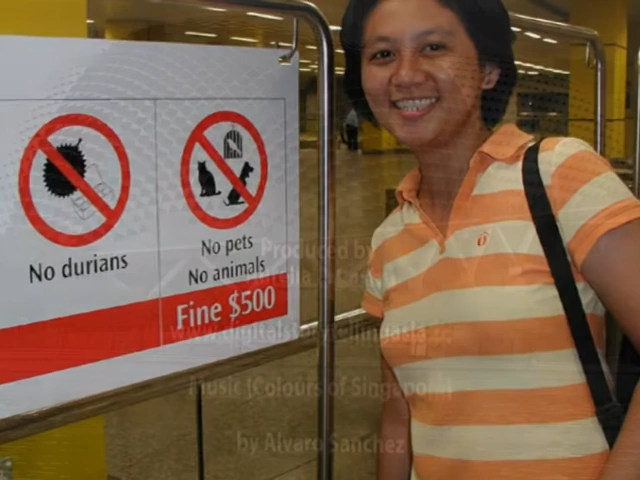 No durians
No pets
No animals
Fine $500
Produced by
Music (Colours of Singapore)
by Alvaro Sanchez